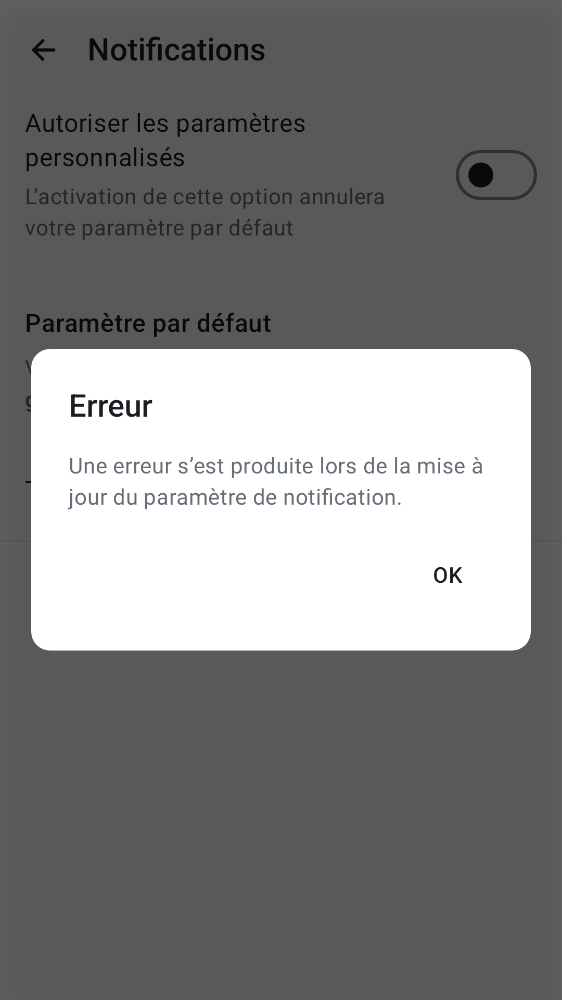 Notifications
Autoriser les paramètres
personnalisés
L’activation de cette option annulera
votre paramètre par défaut
Paramètre par défaut
Erreur
Une erreur s’est produite lors de la mise à
jour du paramètre de notification.
OK